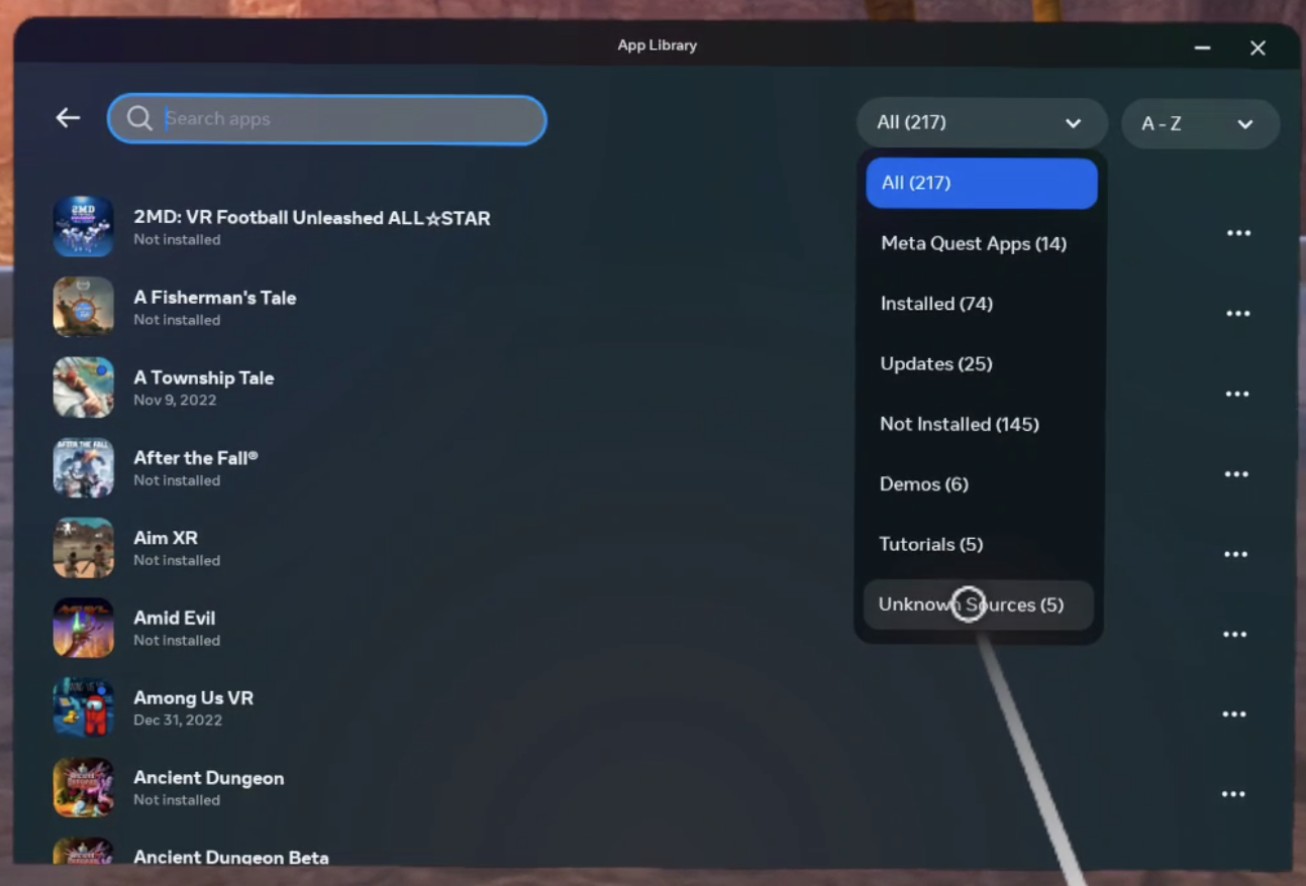 App Library
Search apps
All (217)
A - Z
All (217)
Meta Quest Apps (14)
Installed (74)
Updates (25)
Not Installed (145)
Demos (6)
Tutorials (5)
Unknown Sources (5)
2MD: VR Football Unleashed ALL☆STAR
Not installed
A Fisherman's Tale
Not installed
A Township Tale
Nov 9, 2022
After the Fall®
Not installed
Aim XR
Not installed
Amid Evil
Not installed
Among Us VR
Dec 31, 2022
Ancient Dungeon
Not installed
Ancient Dungeon Beta